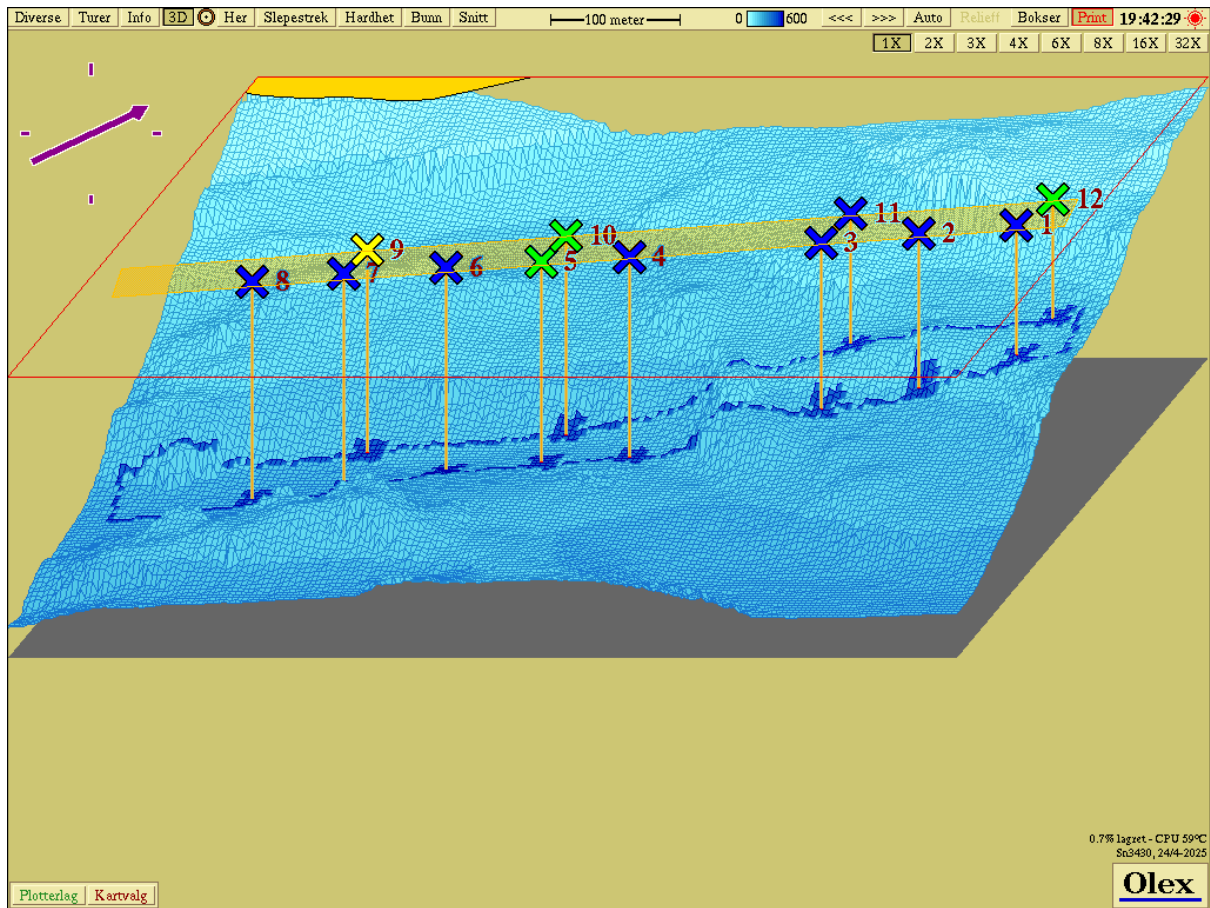 Diverse Turer Info 3D Her Slepestrek Hardhet Bunn Snitt 100 meter 0 600 <<< >>> Auto Relieff Bokser Print 19:42:29
1X 2X 3X 4X 6X 8X 16X 32X
12
11
1
2
3
10
9
5
4
6
7
8
0.7% lagret - CPU 59°C
Sn3430, 24/4-2025
Olex
Plotterlag Kartvalg